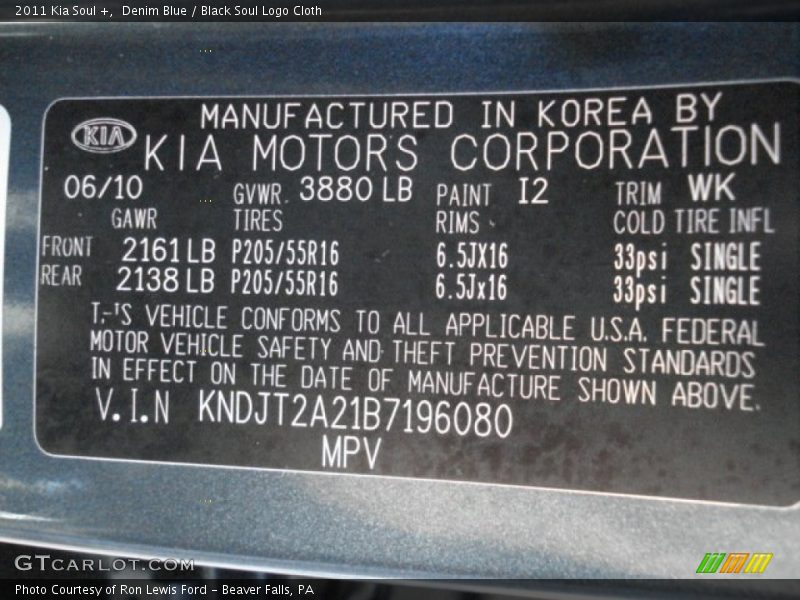 2011 Kia Soul +, Denim Blue / Black Soul Logo Cloth
MANUFACTURED IN KOREA BY
KIA KIA MOTORS CORPORATION
06/10 GVWR 3880 LB PAINT I2 TRIM WK
GAWR TIRES RIMS COLD TIRE INFL
FRONT 2161 LB P205/55R16 6.5JX16 33psi SINGLE
REAR 2138 LB P205/55R16 6.5Jx16 33psi SINGLE
VEHICLE CONFORMS TO ALL APPLICABLE U.S.A. FEDERAL
MOTOR VEHICLE SAFETY AND THEFT PREVENTION STANDARDS
IN EFFECT ON THE DATE OF MANUFACTURE SHOWN ABOVE.
V.I.N KNDJT2A21B7196080
MPV
GTCARLOT.COM
Photo Courtesy of Ron Lewis Ford - Beaver Falls, PA